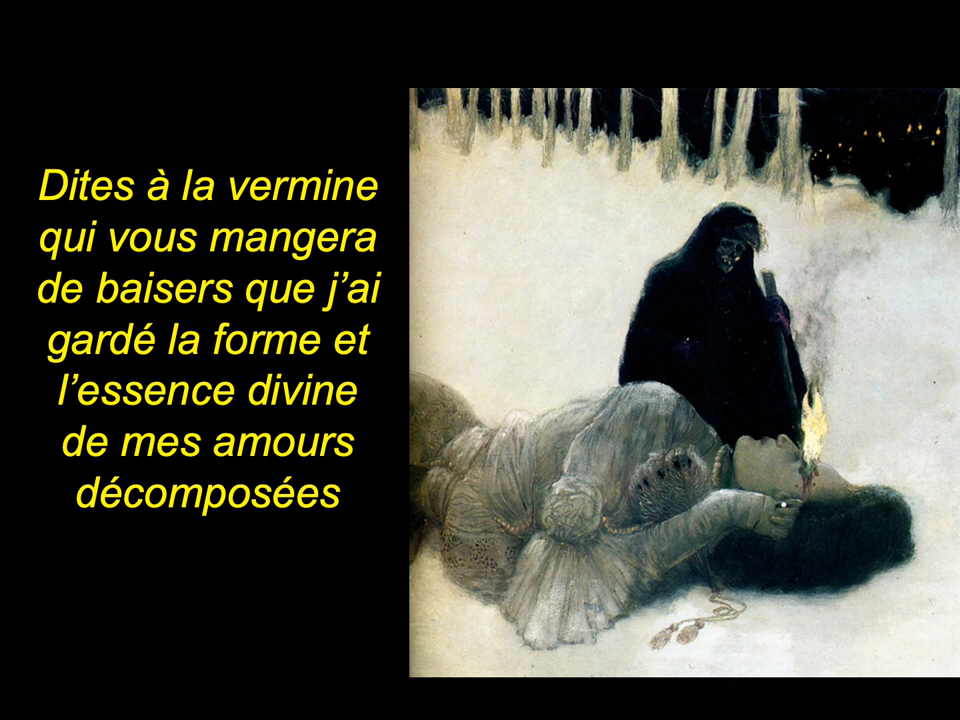 Dites à la vermine
qui vous mangera
de baisers que j’ai
gardé la forme et
l’essence divine
de mes amours
décomposées